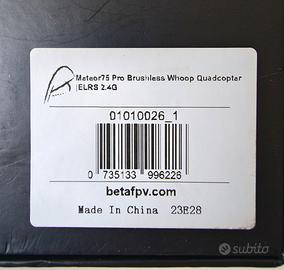 Meteor75 Pro Brushless Whoop Quadcopter
|ELRS 2.4G
01010026_1
0 735133 996226
betafpv.com
Made In China 23E28
subito